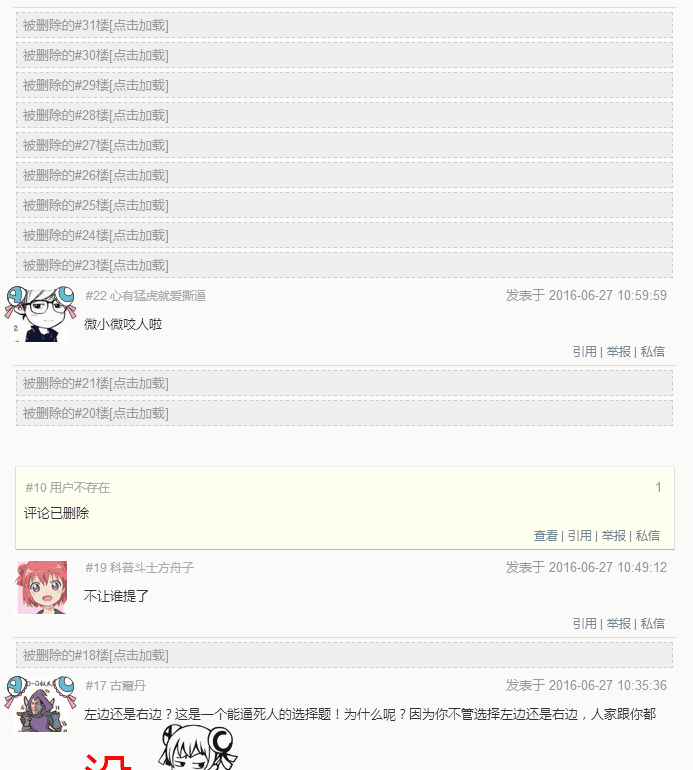 被删除的#31楼[点击加载]
被删除的#30楼[点击加载]
被删除的#29楼[点击加载]
被删除的#28楼[点击加载]
被删除的#27楼[点击加载]
被删除的#26楼[点击加载]
被删除的#25楼[点击加载]
被删除的#24楼[点击加载]
被删除的#23楼[点击加载]
#22 心有猛虎就爱撕逼 发表于 2016-06-27 10:59:59
微小微咬人啦
引用 | 举报 | 私信
被删除的#21楼[点击加载]
被删除的#20楼[点击加载]
#10 用户不存在 1
评论已删除
查看 | 引用 | 举报 | 私信
#19 科普斗士方舟子 发表于 2016-06-27 10:49:12
不让谁提了
引用 | 举报 | 私信
被删除的#18楼[点击加载]
#17 古奤丹 发表于 2016-06-27 10:35:36
左边还是右边？这是一个能逼死人的选择题！为什么呢？因为你不管选择左边还是右边，人家跟你都
没